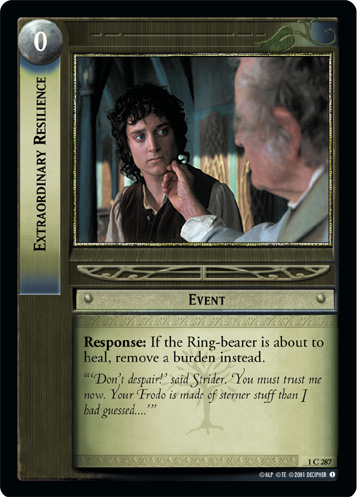 0
EXTRAORDINARY RESILIENCE
EVENT
Response: If the Ring-bearer is about to
heal, remove a burden instead.
“‘Don't despair!’ said Strider. ‘You must trust me
now. Your Frodo is made of sterner stuff than I
had guessed....’”
1 C 287
©NLP ©TE ©2001 DECIPHER 1